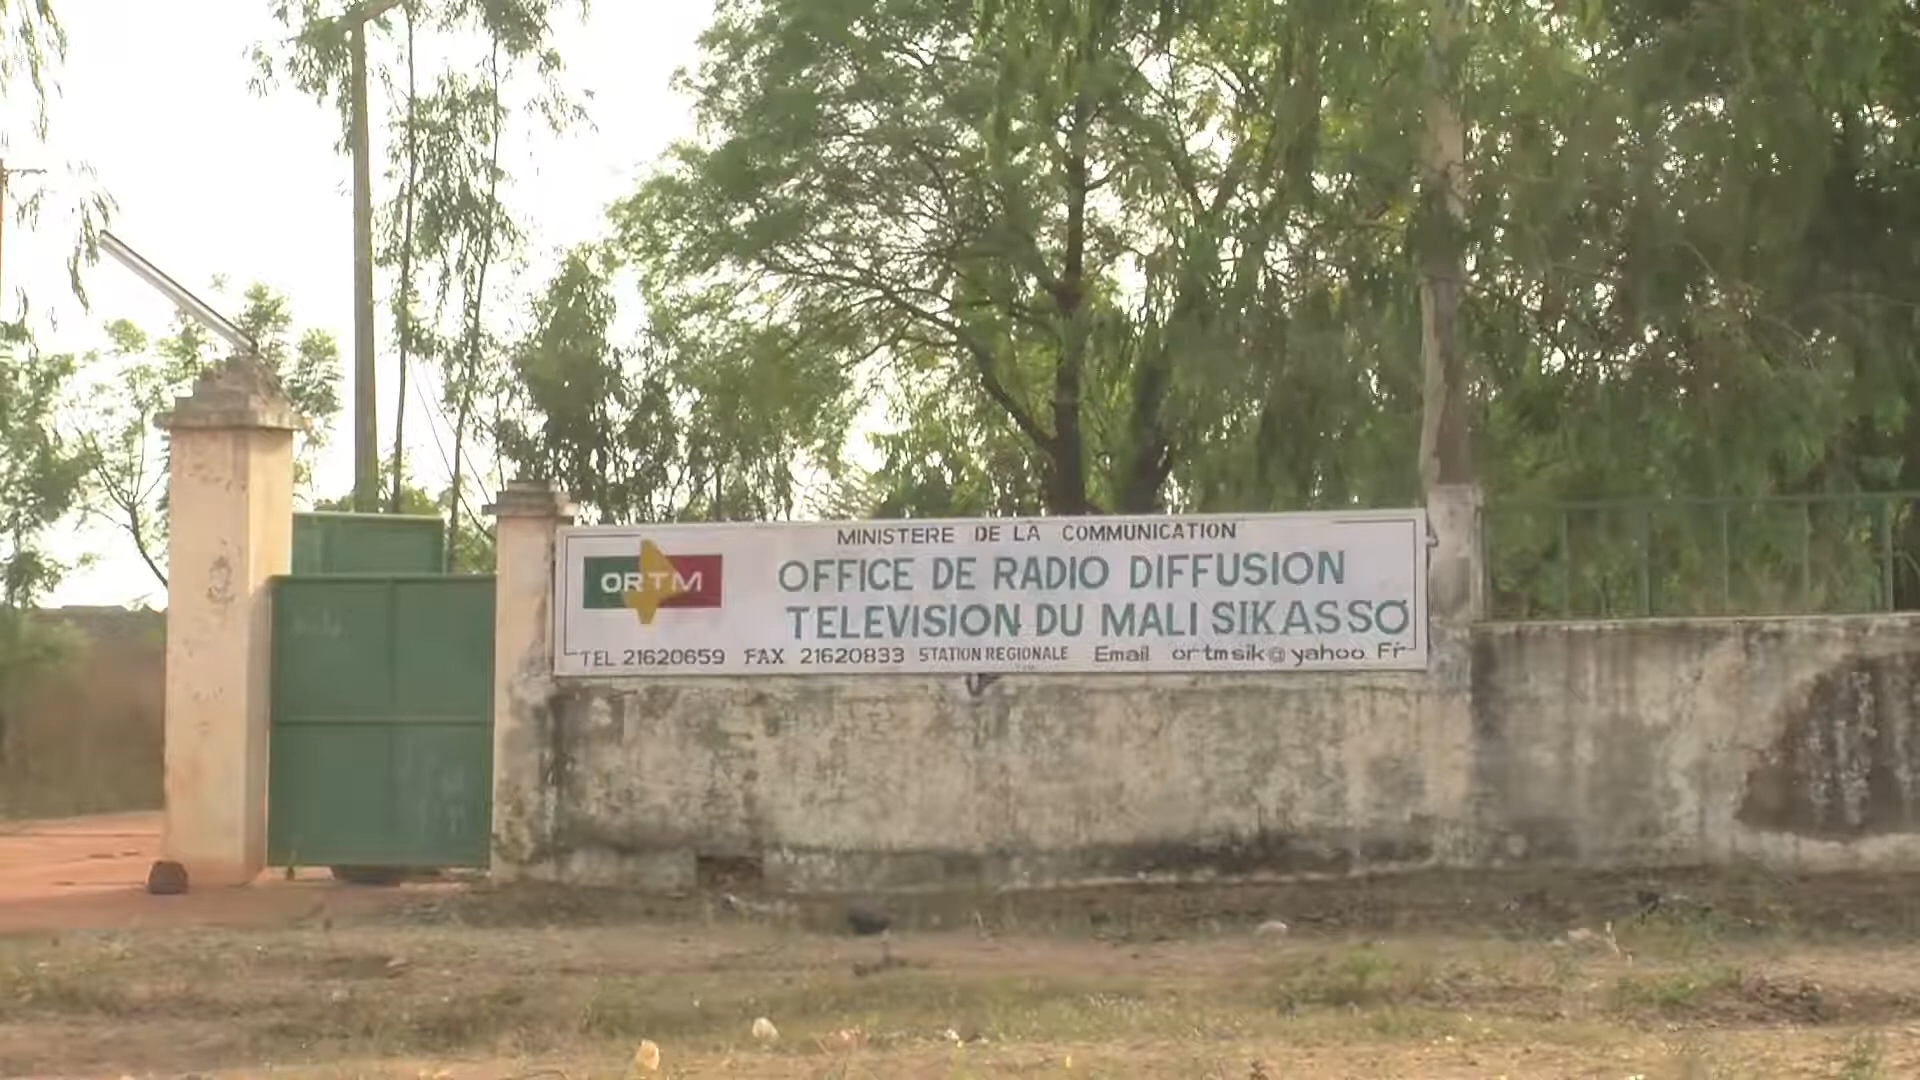 MINISTERE DE LA COMMUNICATION
ORTM
OFFICE DE RADIO DIFFUSION
TELEVISION DU MALI SIKASSO
TEL 21620659 FAX 21620833 STATION REGIONALE Email ortmsik@yahoo Fr